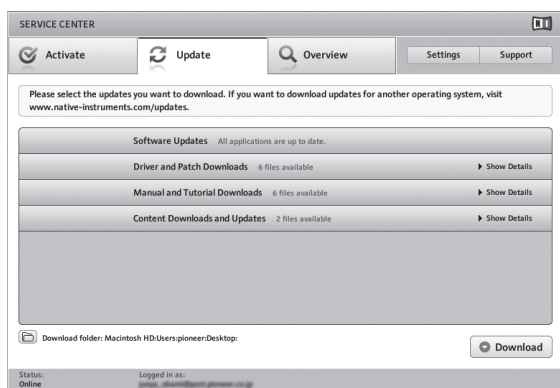 SERVICE CENTER
Activate
Update
Overview
Settings
Support
Please select the updates you want to download. If you want to download updates for another operating system, visit
www.native-instruments.com/updates.
Software Updates All applications are up to date.
Driver and Patch Downloads 6 files available Show Details
Manual and Tutorial Downloads 6 files available Show Details
Content Downloads and Updates 2 files available Show Details
Download folder: Macintosh HD:Users:pioneer:Desktop:
Download
Status:
Online
Logged in as: